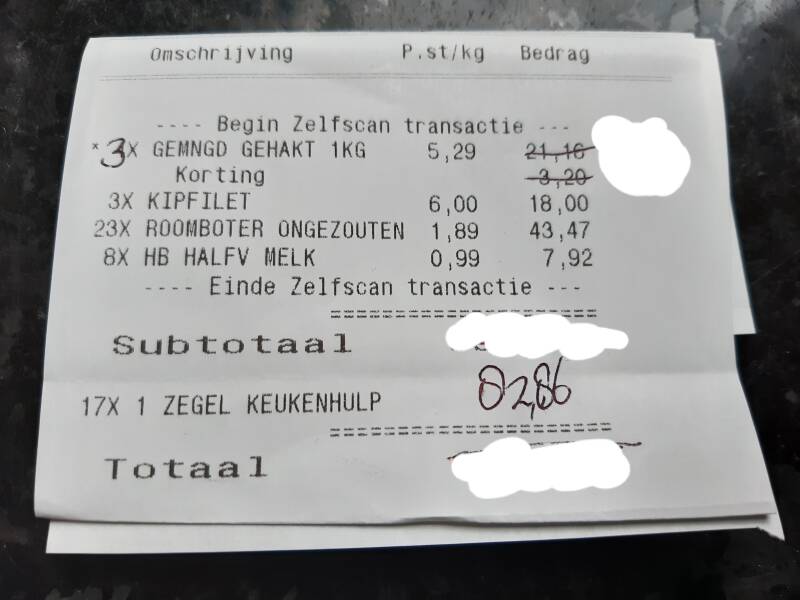 Omschrijving P.st/kg Bedrag
---- Begin Zelfscan transactie ---
* 3X GEMNGD GEHAKT 1KG 5,29 21,16
Korting -3,20
3X KIPFILET 6,00 18,00
23X ROOMBOTER ONGEZOUTEN 1,89 43,47
8X HB HALFV MELK 0,99 7,92
---- Einde Zelfscan transactie ---
Subtotaal
82,86
17X 1 ZEGEL KEUKENHULP
Totaal